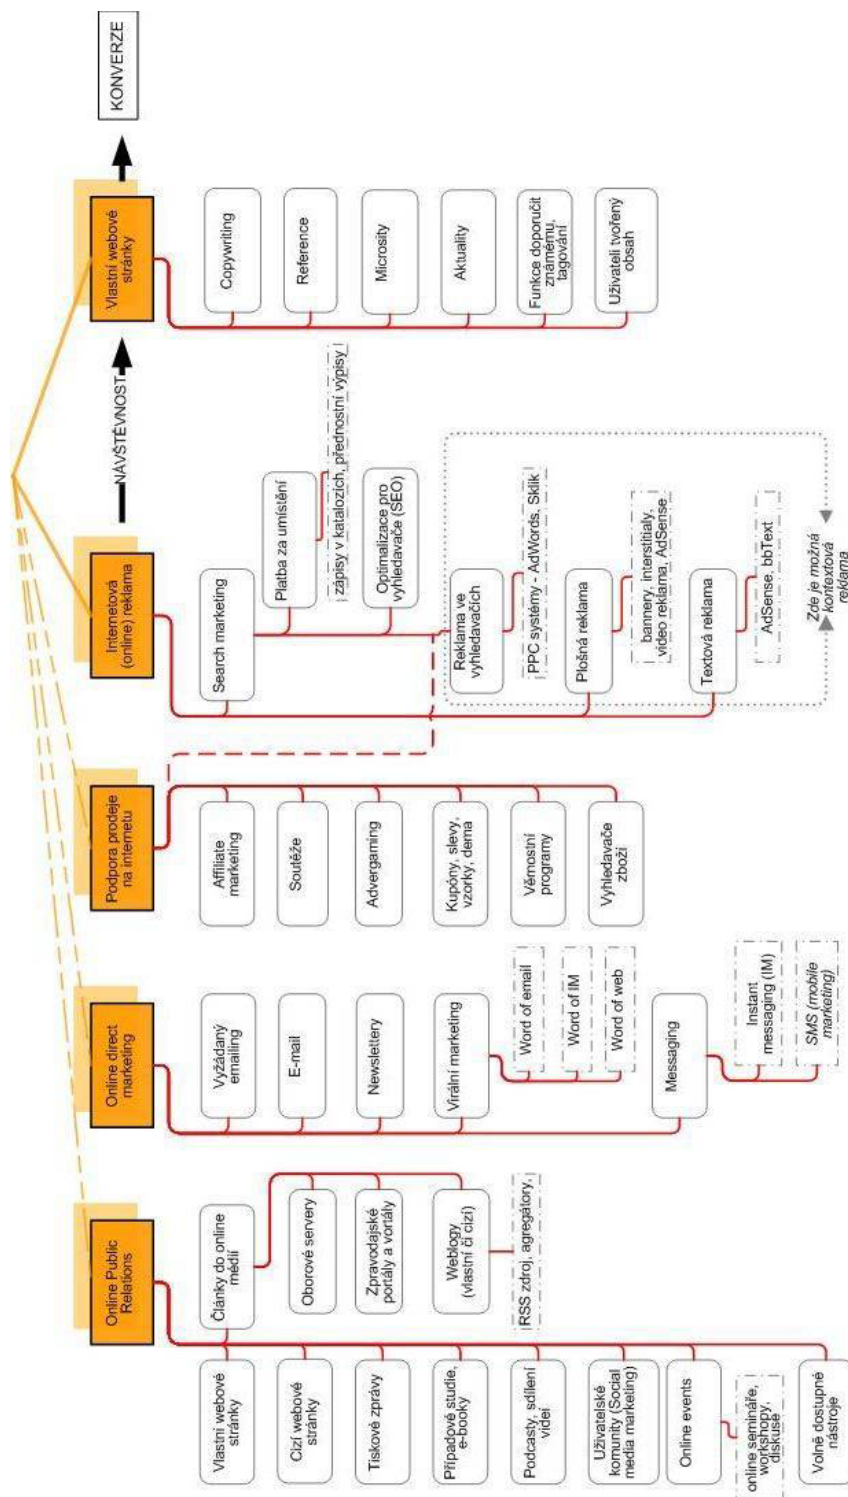 Online Public
Relations
Vlastní webové
stránky
Cizí webové
stránky
Tiskové zprávy
Případové studie,
e-booky
Podcasty, sdílení
videí
Uživatelské
komunity (Social
media marketing)
Online events
online semináře,
workshopy,
diskuse
Volně dostupné
nástroje
Články do online
médií
Oborové servery
Zpravodajské
portály a vortály
Weblogy
(vlastní či cizí)
RSS zdroj, agregátory,
Online direct
marketing
Vyžádaný
emailing
E-mail
Newslettery
Virální marketing
Word of email
Word of IM
Word of web
Messaging
Instant
messaging (IM)
SMS (mobile
marketing)
Podpora prodeje
na internetu
Affiliate
marketing
Soutěže
Advergaming
Kupóny, slevy,
vzorky, dema
Věrnostní
programy
Vyhledavače
zboží
Internetová
(online) reklama
Search marketing
Platba za umístění
zápisy v katalozích, přednostní výpisy
Optimalizace pro
vyhledavače (SEO)
Reklama ve
vyhledavačích
PPC systémy - AdWords, Sklik
Plošná reklama
bannery, interstitialy,
video reklama, AdSense
Textová reklama
AdSense, bbText
Zde je možná
kontextová
reklama
NÁVŠTĚVNOST
Vlastní webové
stránky
Copywriting
Reference
Microsity
Aktuality
Funkce doporučit
známému,
tagování
Uživateli tvořený
obsah
KONVERZE